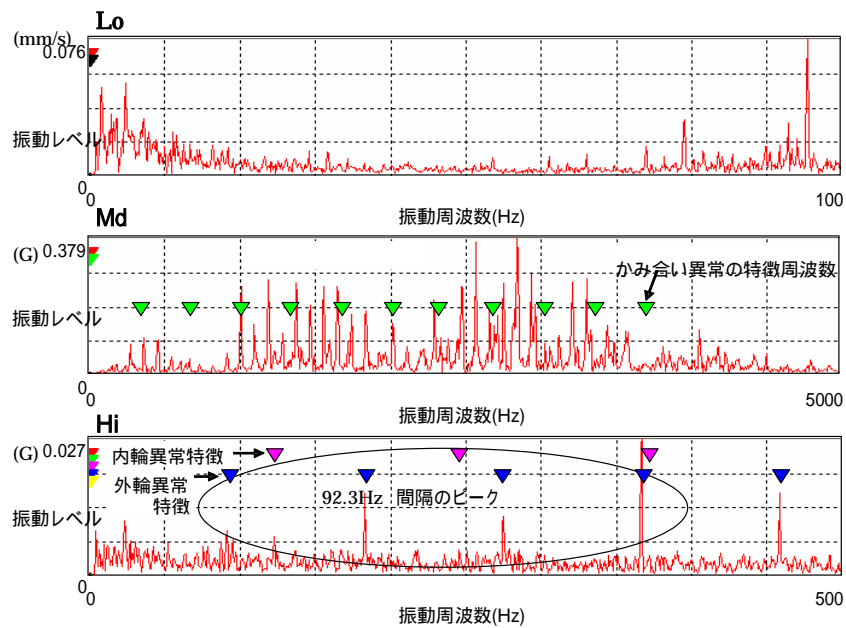 Lo
(mm/s)
0.076
振動レベル
0
0
100
振動周波数(Hz)
Md
(G) 0.379
かみ合い異常の特徴周波数
振動レベル
0
0
5000
振動周波数(Hz)
Hi
(G) 0.027
内輪異常特徴
外輪異常
特徴
92.3Hz 間隔のピーク
振動レベル
0
0
500
振動周波数(Hz)